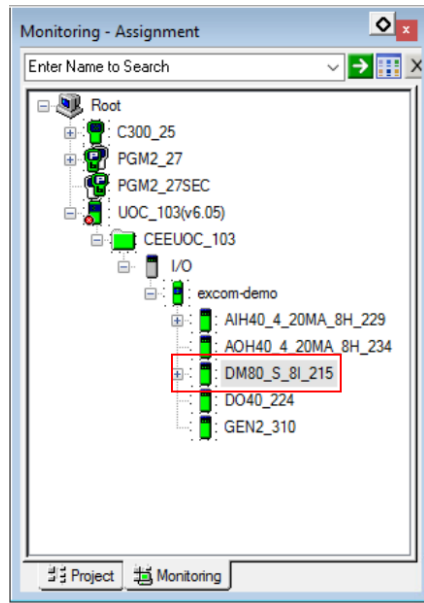 Monitoring - Assignment
x
Enter Name to Search
X
Root
C300_25
PGM2_27
PGM2_27SEC
UOC_103(v6.05)
CEEUOC_103
I/O
excom-demo
AIH40_4_20MA_8H_229
AOH40_4_20MA_8H_234
DM80_S_8I_215
DO40_224
GEN2_310
Project Monitoring